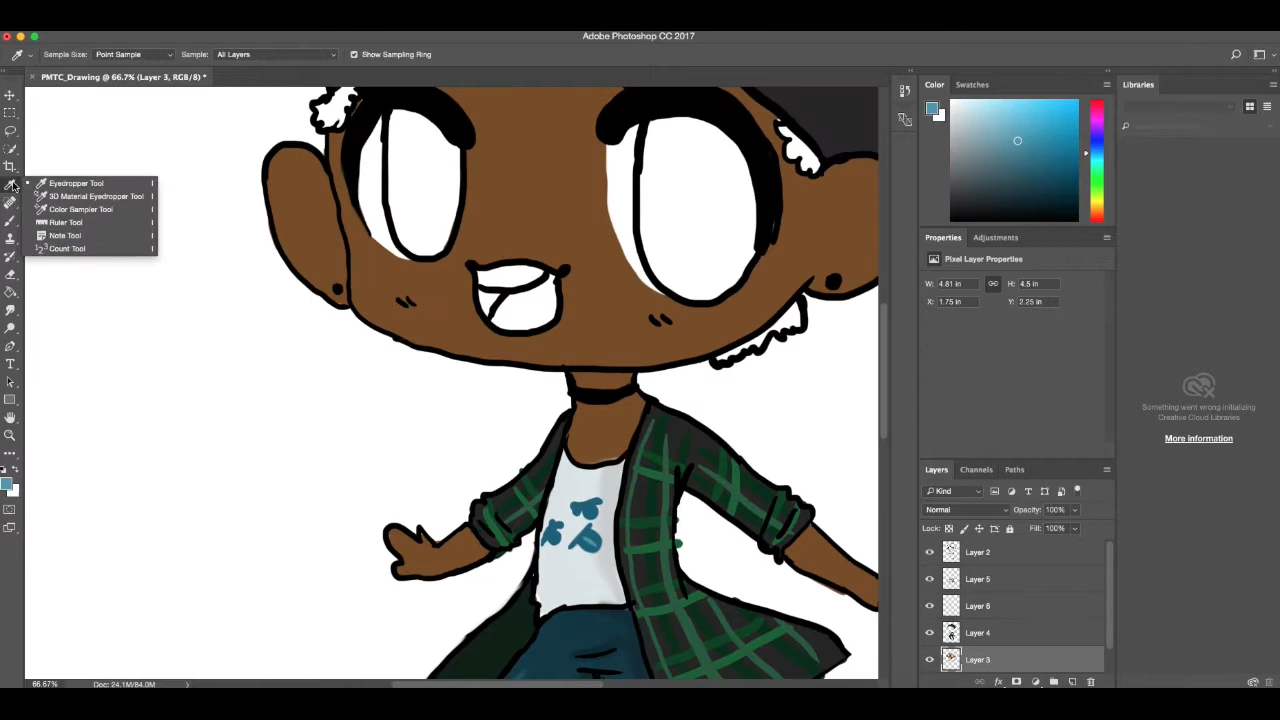 Adobe Photoshop CC 2017
Sample Size: Point Sample Sample: All Layers Show Sampling Ring
PMTC_Drawing @ 66.7% (Layer 3, RGB/8) *
Eyedropper Tool I
3D Material Eyedropper Tool I
Color Sampler Tool I
Ruler Tool I
Note Tool I
Count Tool I
Color Swatches
Properties Adjustments
Pixel Layer Properties
W: 4.81 in H: 4.5 in
X: 1.75 in Y: 2.25 in
Libraries
Something went wrong initializing
Creative Cloud Libraries
More information
Layers Channels Paths
Kind
Normal Opacity: 100%
Lock: Fill: 100%
Layer 2
Layer 5
Layer 6
Layer 4
Layer 3
66.67% Doc: 24.1M/84.0M